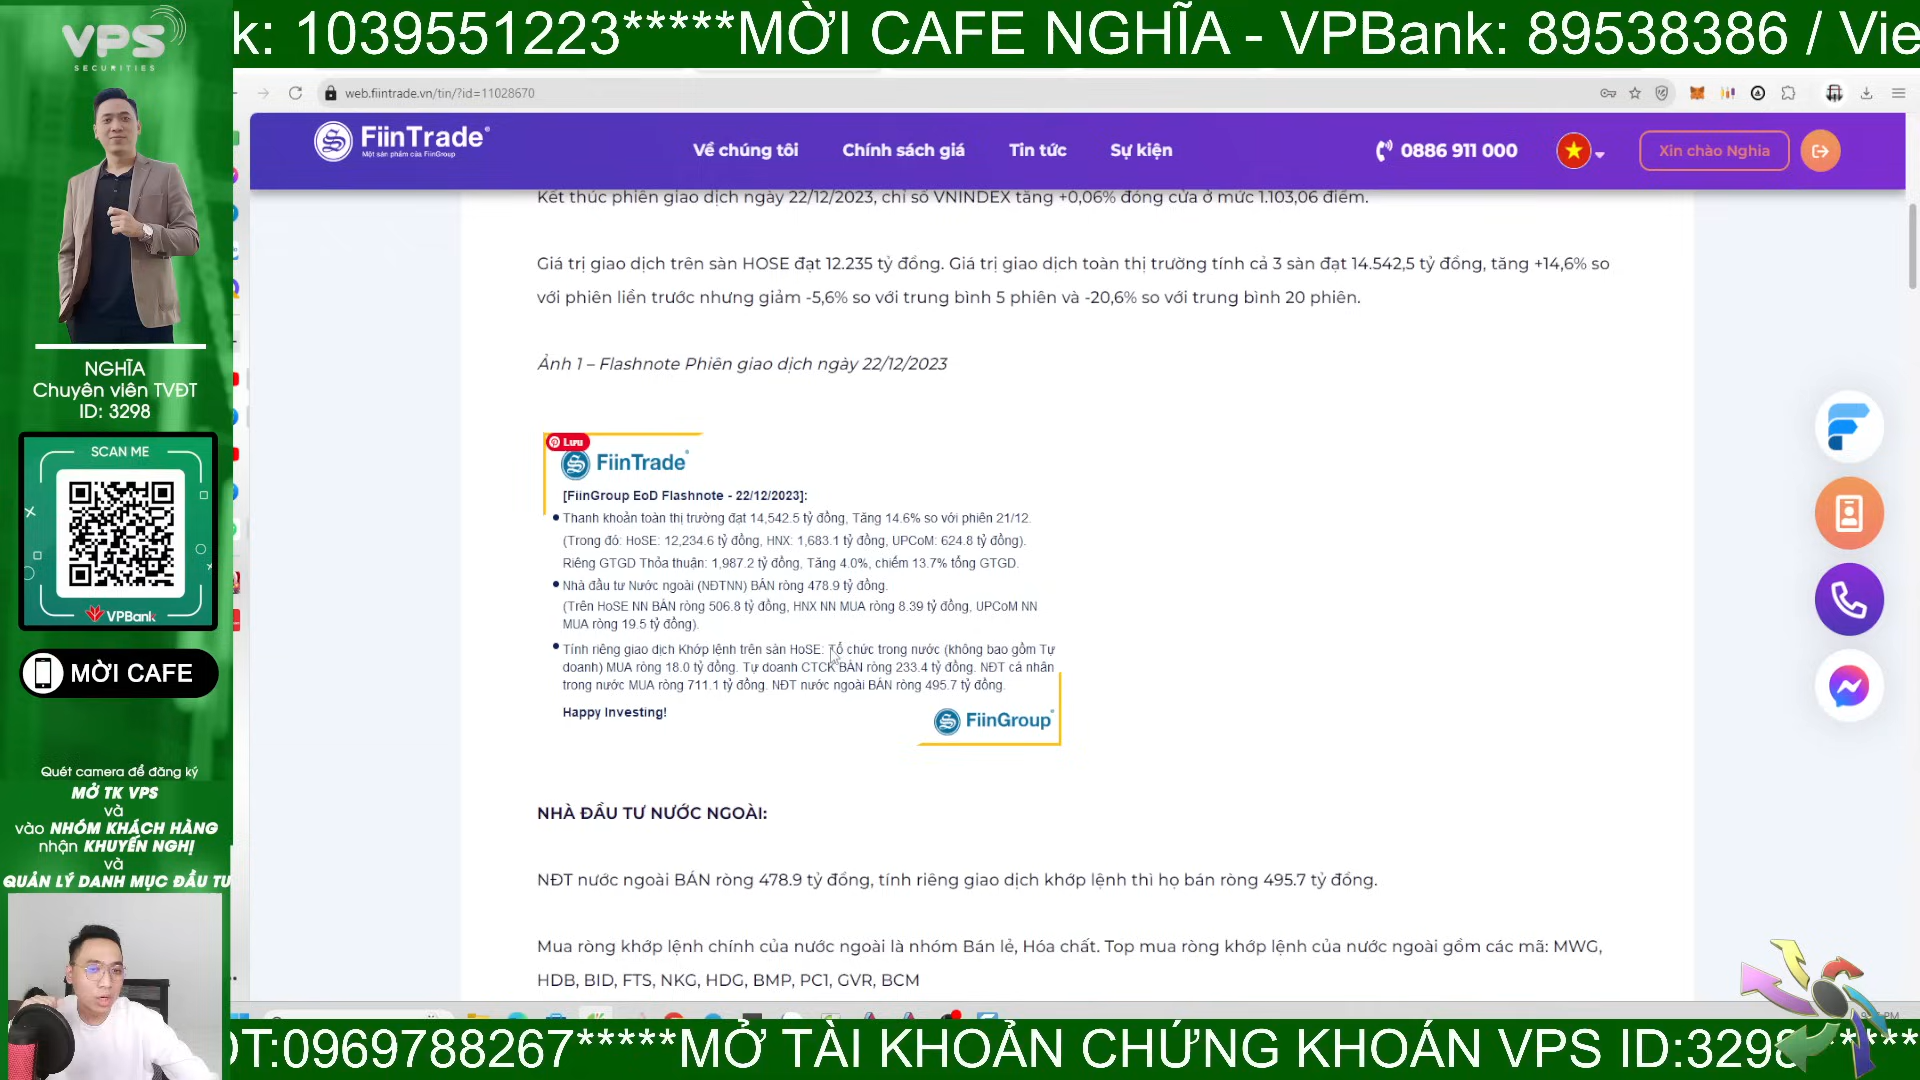 k: 1039551223*****MỜI CAFE NGHĨA - VPBank: 89538386 / Vie
VPS
SECURITIES
NGHĨA
Chuyên viên TVĐT
ID: 3298
SCAN ME
VPBank
MỜI CAFE
Quét camera để đăng ký
MỞ TK VPS
và
vào NHÓM KHÁCH HÀNG
nhận KHUYẾN NGHỊ
và
QUẢN LÝ DANH MỤC ĐẦU TƯ
web.fiintrade.vn/tin/?id=11028670
FiinTrade
Một sản phẩm của FiinGroup
Về chúng tôi
Chính sách giá
Tin tức
Sự kiện
0886 911 000
Xin chào Nghia
Kết thúc phiên giao dịch ngày 22/12/2023, chỉ số VNINDEX tăng +0,06% đóng cửa ở mức 1.103,06 điểm.
Giá trị giao dịch trên sàn HOSE đạt 12.235 tỷ đồng. Giá trị giao dịch toàn thị trường tính cả 3 sàn đạt 14.542,5 tỷ đồng, tăng +14,6% so
với phiên liền trước nhưng giảm -5,6% so với trung bình 5 phiên và -20,6% so với trung bình 20 phiên.
Ảnh 1 – Flashnote Phiên giao dịch ngày 22/12/2023
Lưu
FiinTrade
[FiinGroup EoD Flashnote - 22/12/2023]:
Thanh khoản toàn thị trường đạt 14,542.5 tỷ đồng, Tăng 14.6% so với phiên 21/12.
(Trong đó: HoSE: 12,234.6 tỷ đồng, HNX: 1,683.1 tỷ đồng, UPCoM: 624.8 tỷ đồng).
Riêng GTGD Thỏa thuận: 1,987.2 tỷ đồng, Tăng 4.0%, chiếm 13.7% tổng GTGD.
Nhà đầu tư Nước ngoài (NĐTNN) BÁN ròng 478.9 tỷ đồng.
(Trên HoSE NN BÁN ròng 506.8 tỷ đồng, HNX NN MUA ròng 8.39 tỷ đồng, UPCoM NN
MUA ròng 19.5 tỷ đồng).
Tính riêng giao dịch Khớp lệnh trên sàn HoSE: Tổ chức trong nước (không bao gồm Tự
doanh) MUA ròng 18.0 tỷ đồng. Tự doanh CTCK BÁN ròng 233.4 tỷ đồng. NĐT cá nhân
trong nước MUA ròng 711.1 tỷ đồng. NĐT nước ngoài BÁN ròng 495.7 tỷ đồng.
Happy Investing!
FiinGroup
NHÀ ĐẦU TƯ NƯỚC NGOÀI:
NĐT nước ngoài BÁN ròng 478.9 tỷ đồng, tính riêng giao dịch khớp lệnh thì họ bán ròng 495.7 tỷ đồng.
Mua ròng khớp lệnh chính của nước ngoài là nhóm Bán lẻ, Hóa chất. Top mua ròng khớp lệnh của nước ngoài gồm các mã: MWG,
HDB, BID, FTS, NKG, HDG, BMP, PC1, GVR, BCM
ĐT:0969788267*****MỞ TÀI KHOẢN CHỨNG KHOÁN VPS ID:3298*****